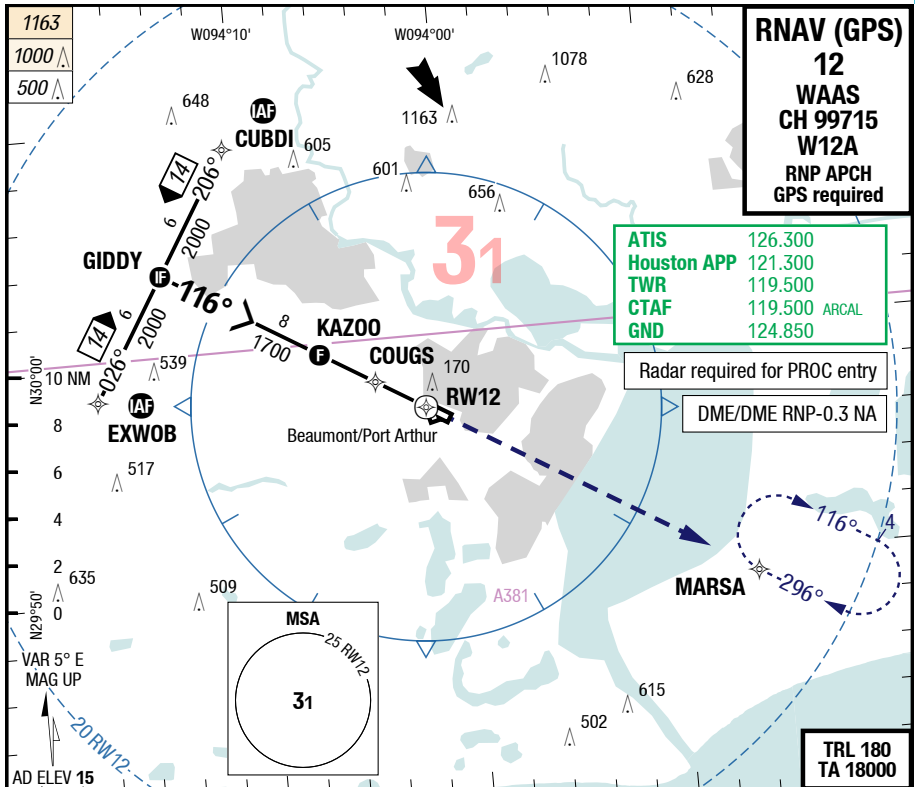 1163
1000
500
W094°10'
W094°00'
RNAV (GPS)
12
WAAS
CH 99715
W12A
RNP APCH
GPS required
1078
628
648
IAF
CUBDI
605
1163
601
656
31
14
206°
6
2000
GIDDY
IF
116°
8
1700
KAZOO
F
COUGS
170
RW12
Beaumont/Port Arthur
ATIS 126.300
Houston APP 121.300
TWR 119.500
CTAF 119.500 ARCAL
GND 124.850
Radar required for PROC entry
DME/DME RNP-0.3 NA
14
6
2000
026°
539
IAF
EXWOB
517
N30°00'
10 NM
8
6
4
2
0
N29°50'
635
509
A381
116°
4
296°
MARSA
MSA
25 RW12
31
615
502
VAR 5° E
MAG UP
20 RW12
AD ELEV 15
TRL 180
TA 18000